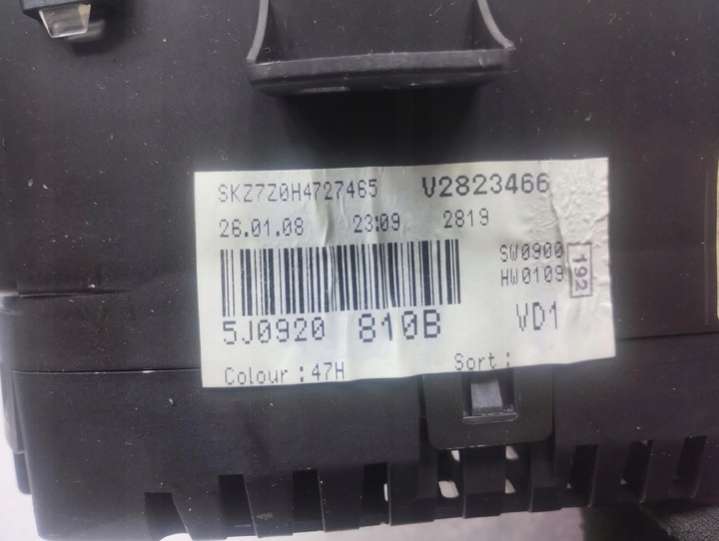 SKZ7Z0H4727465 V2823466
26.01.08 23:09 2819
SW0900
HW0109
192
5J0920 810B VD1
Colour : 47H Sort :